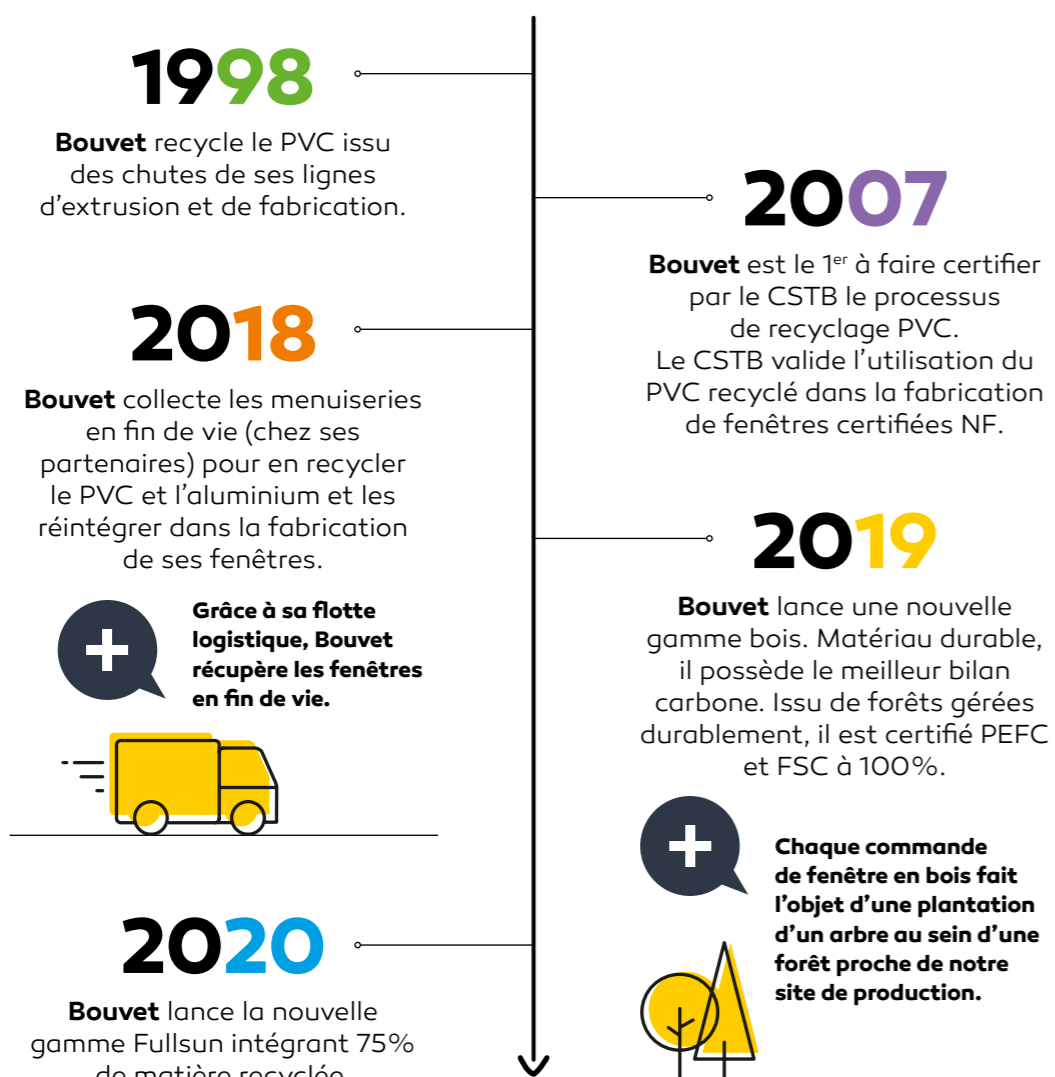 1998
Bouvet recycle le PVC issu
des chutes de ses lignes
d'extrusion et de fabrication.
2007
Bouvet est le 1er à faire certifier
par le CSTB le processus
de recyclage PVC.
Le CSTB valide l'utilisation du
PVC recyclé dans la fabrication
de fenêtres certifiées NF.
2018
Bouvet collecte les menuiseries
en fin de vie (chez ses
partenaires) pour en recycler
le PVC et l'aluminium et les
réintégrer dans la fabrication
de ses fenêtres.
+
Grâce à sa flotte
logistique, Bouvet
récupère les fenêtres
en fin de vie.
2019
Bouvet lance une nouvelle
gamme bois. Matériau durable,
il possède le meilleur bilan
carbone. Issu de forêts gérées
durablement, il est certifié PEFC
et FSC à 100%.
+
Chaque commande
de fenêtre en bois fait
l'objet d'une plantation
d'un arbre au sein d'une
forêt proche de notre
site de production.
2020
Bouvet lance la nouvelle
gamme Fullsun intégrant 75%
de matière recyclée